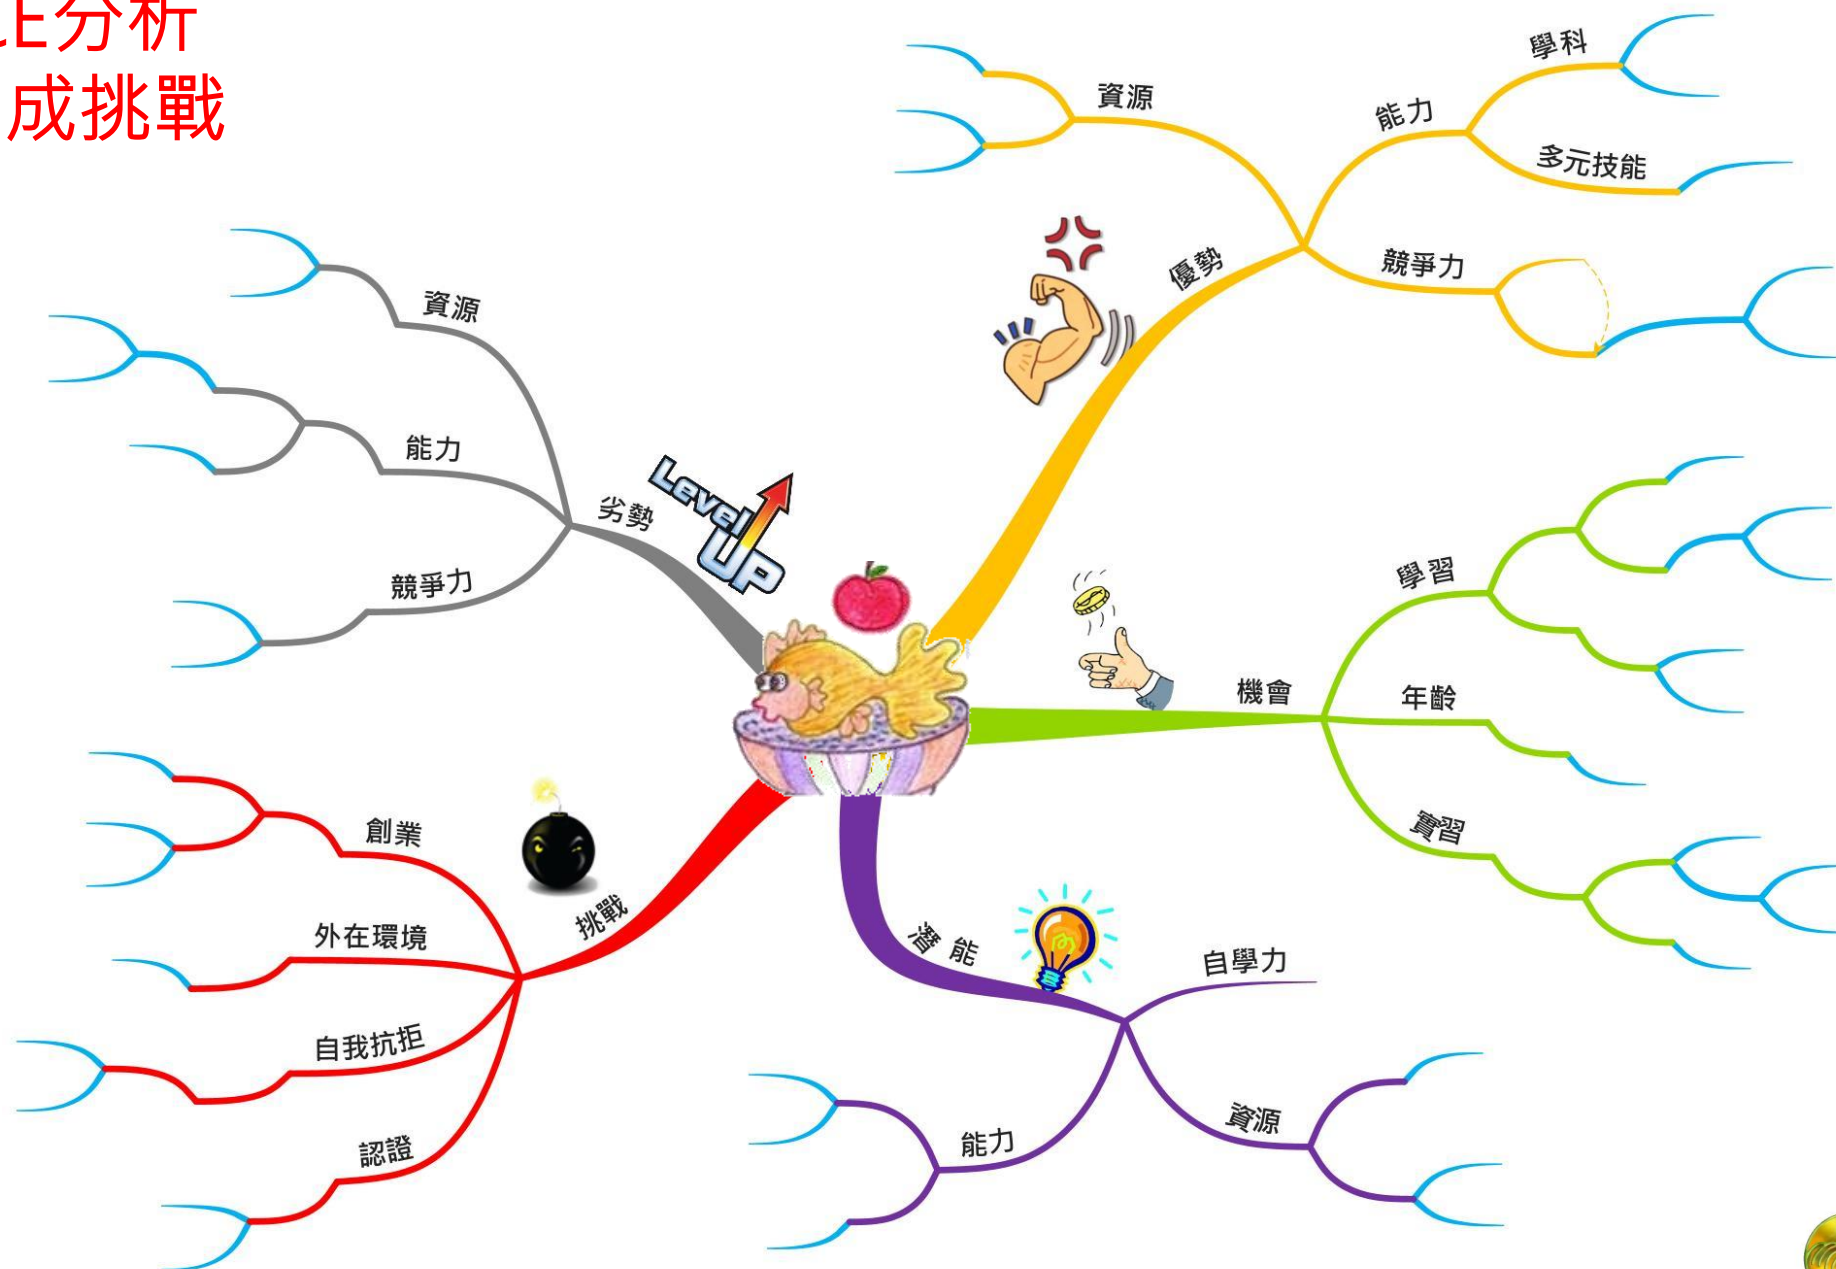 E分析
成挑戰
資源
學科
能力
多元技能
優勢
競爭力
資源
能力
劣勢
Level
UP
競爭力
學習
機會
年齡
實習
創業
挑戰
外在環境
自我抗拒
認證
潛能
自學力
能力
資源